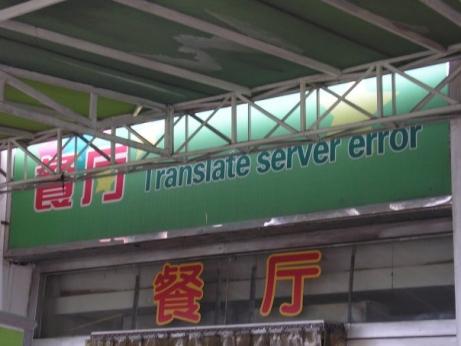 餐厅 Translate server error
餐厅